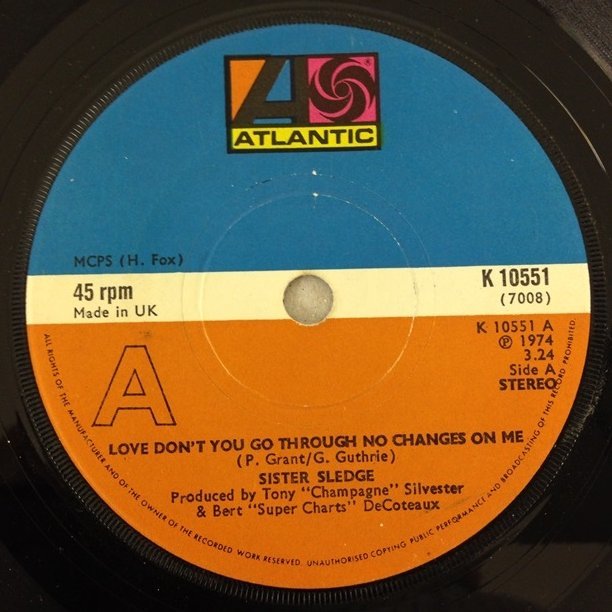 ATLANTIC
MCPS (H. Fox)
45 rpm
Made in UK
K 10551
(7008)
K 10551 A
℗ 1974
3.24
Side A
STEREO
A
LOVE DON'T YOU GO THROUGH NO CHANGES ON ME
(P. Grant/G. Guthrie)
SISTER SLEDGE
Produced by Tony "Champagne" Silvester
& Bert "Super Charts" DeCoteaux
ALL RIGHTS OF THE MANUFACTURER AND OF THE OWNER OF THE RECORDED WORK RESERVED. UNAUTHORISED COPYING PUBLIC PERFORMANCE AND BROADCASTING OF THIS RECORD PROHIBITED